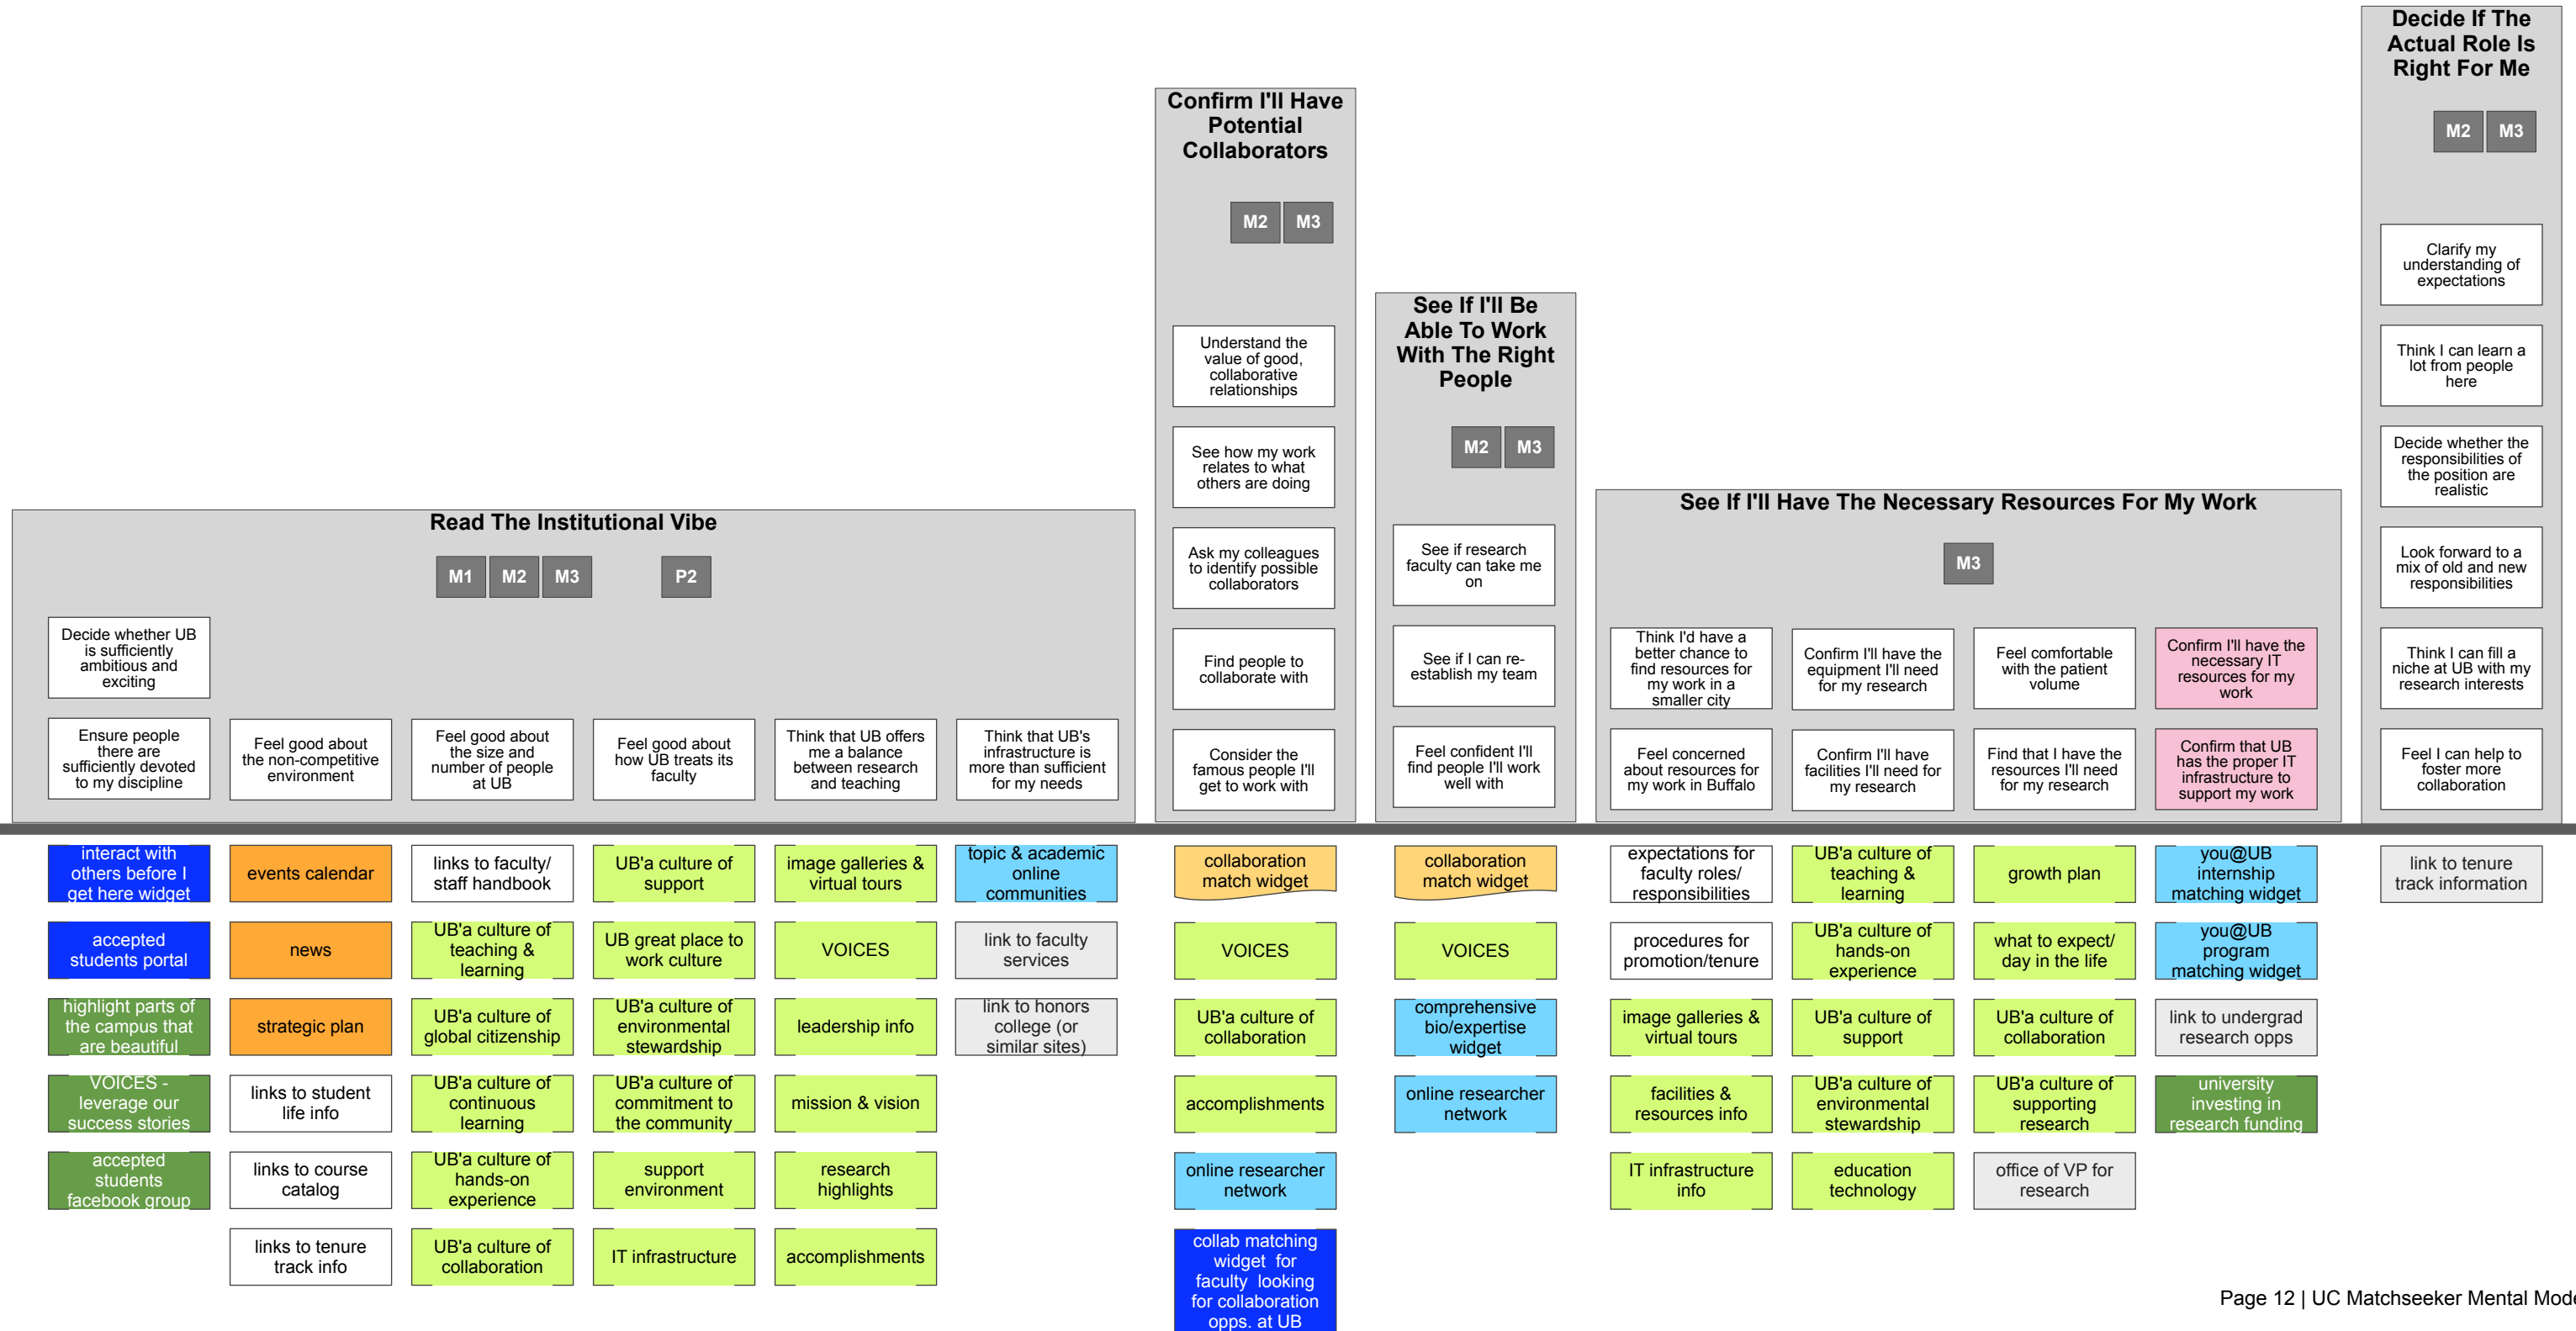 Read The Institutional Vibe
M1
M2
M3
P2
Decide whether UB
is sufficiently
ambitious and
exciting
Ensure people
there are
sufficiently devoted
to my discipline
Feel good about
the non-competitive
environment
Feel good about
the size and
number of people
at UB
Feel good about
how UB treats its
faculty
Think that UB offers
me a balance
between research
and teaching
Think that UB's
infrastructure is
more than sufficient
for my needs
interact with
others before I
get here widget
accepted
students portal
highlight parts of
the campus that
are beautiful
VOICES -
leverage our
success stories
accepted
students
facebook group
events calendar
news
strategic plan
links to student
life info
links to course
catalog
links to tenure
track info
links to faculty/
staff handbook
UB'a culture of
teaching &
learning
UB'a culture of
global citizenship
UB'a culture of
continuous
learning
UB'a culture of
hands-on
experience
UB'a culture of
collaboration
UB'a culture of
support
UB great place to
work culture
UB'a culture of
environmental
stewardship
UB'a culture of
commitment to
the community
support
environment
IT infrastructure
image galleries &
virtual tours
VOICES
leadership info
mission & vision
research
highlights
accomplishments
topic & academic
online
communities
link to faculty
services
link to honors
college (or
similar sites)
Confirm I'll Have
Potential
Collaborators
M2
M3
Understand the
value of good,
collaborative
relationships
See how my work
relates to what
others are doing
Ask my colleagues
to identify possible
collaborators
Find people to
collaborate with
Consider the
famous people I'll
get to work with
collaboration
match widget
VOICES
UB'a culture of
collaboration
accomplishments
online researcher
network
collab matching
widget for
faculty looking
for collaboration
opps. at UB
See If I'll Be
Able To Work
With The Right
People
M2
M3
See if research
faculty can take me
on
See if I can re-
establish my team
Feel confident I'll
find people I'll work
well with
collaboration
match widget
VOICES
comprehensive
bio/expertise
widget
online researcher
network
See If I'll Have The Necessary Resources For My Work
M3
Think I'd have a
better chance to
find resources for
my work in a
smaller city
Feel concerned
about resources for
my work in Buffalo
Confirm I'll have the
equipment I'll need
for my research
Confirm I'll have
facilities I'll need for
my research
Feel comfortable
with the patient
volume
Find that I have the
resources I'll need
for my research
Confirm I'll have the
necessary IT
resources for my
work
Confirm that UB
has the proper IT
infrastructure to
support my work
expectations for
faculty roles/
responsibilities
procedures for
promotion/tenure
image galleries &
virtual tours
facilities &
resources info
IT infrastructure
info
UB'a culture of
teaching &
learning
UB'a culture of
hands-on
experience
UB'a culture of
support
UB'a culture of
environmental
stewardship
education
technology
growth plan
what to expect/
day in the life
UB'a culture of
collaboration
UB'a culture of
supporting
research
office of VP for
research
you@UB
internship
matching widget
you@UB
program
matching widget
link to undergrad
research opps
university
investing in
research funding
Decide If The
Actual Role Is
Right For Me
M2
M3
Clarify my
understanding of
expectations
Think I can learn a
lot from people
here
Decide whether the
responsibilities of
the position are
realistic
Look forward to a
mix of old and new
responsibilities
Think I can fill a
niche at UB with my
research interests
Feel I can help to
foster more
collaboration
link to tenure
track information
Page 12 | UC Matchseeker Mental Mode